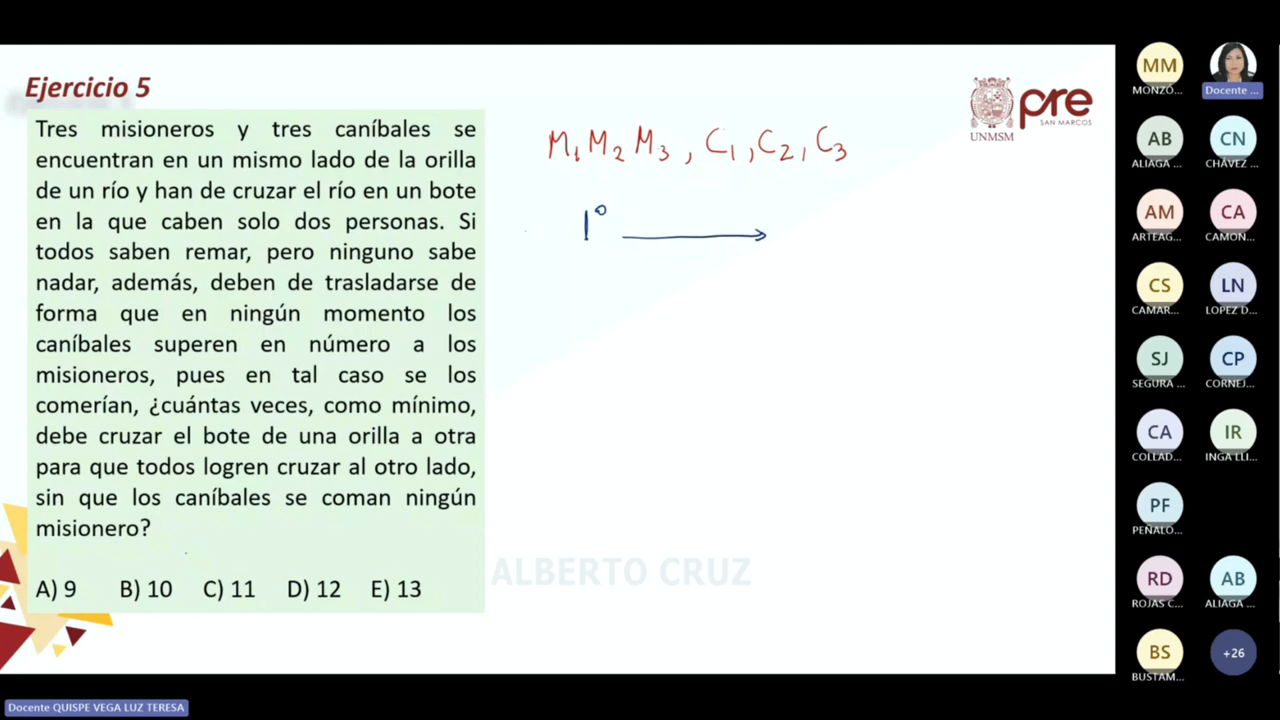 Ejercicio 5
Tres misioneros y tres caníbales se
encuentran en un mismo lado de la orilla
de un río y han de cruzar el río en un bote
en la que caben solo dos personas. Si
todos saben remar, pero ninguno sabe
nadar, además, deben de trasladarse de
forma que en ningún momento los
caníbales superen en número a los
misioneros, pues en tal caso se los
comerían, ¿cuántas veces, como mínimo,
debe cruzar el bote de una orilla a otra
para que todos logren cruzar al otro lado,
sin que los caníbales se coman ningún
misionero?
A) 9 B) 10 C) 11 D) 12 E) 13
M₁ M₂ M₃ , C₁ , C₂ , C₃
1°
UNMSM
pre
SAN MARCOS
ALBERTO CRUZ
MM
MONZÓ...
Docente ...
AB
ALIAGA ...
CN
CHÁVEZ...
AM
ARTEAG...
CA
CAMON...
CS
CAMAR...
LN
LOPEZ D...
SJ
SEGURA ...
CP
CORNEJ...
CA
COLLAD...
IR
INGA LLI...
PF
PEÑALO...
RD
ROJAS C...
AB
ALIAGA ...
BS
BUSTAM...
+26
Docente QUISPE VEGA LUZ TERESA